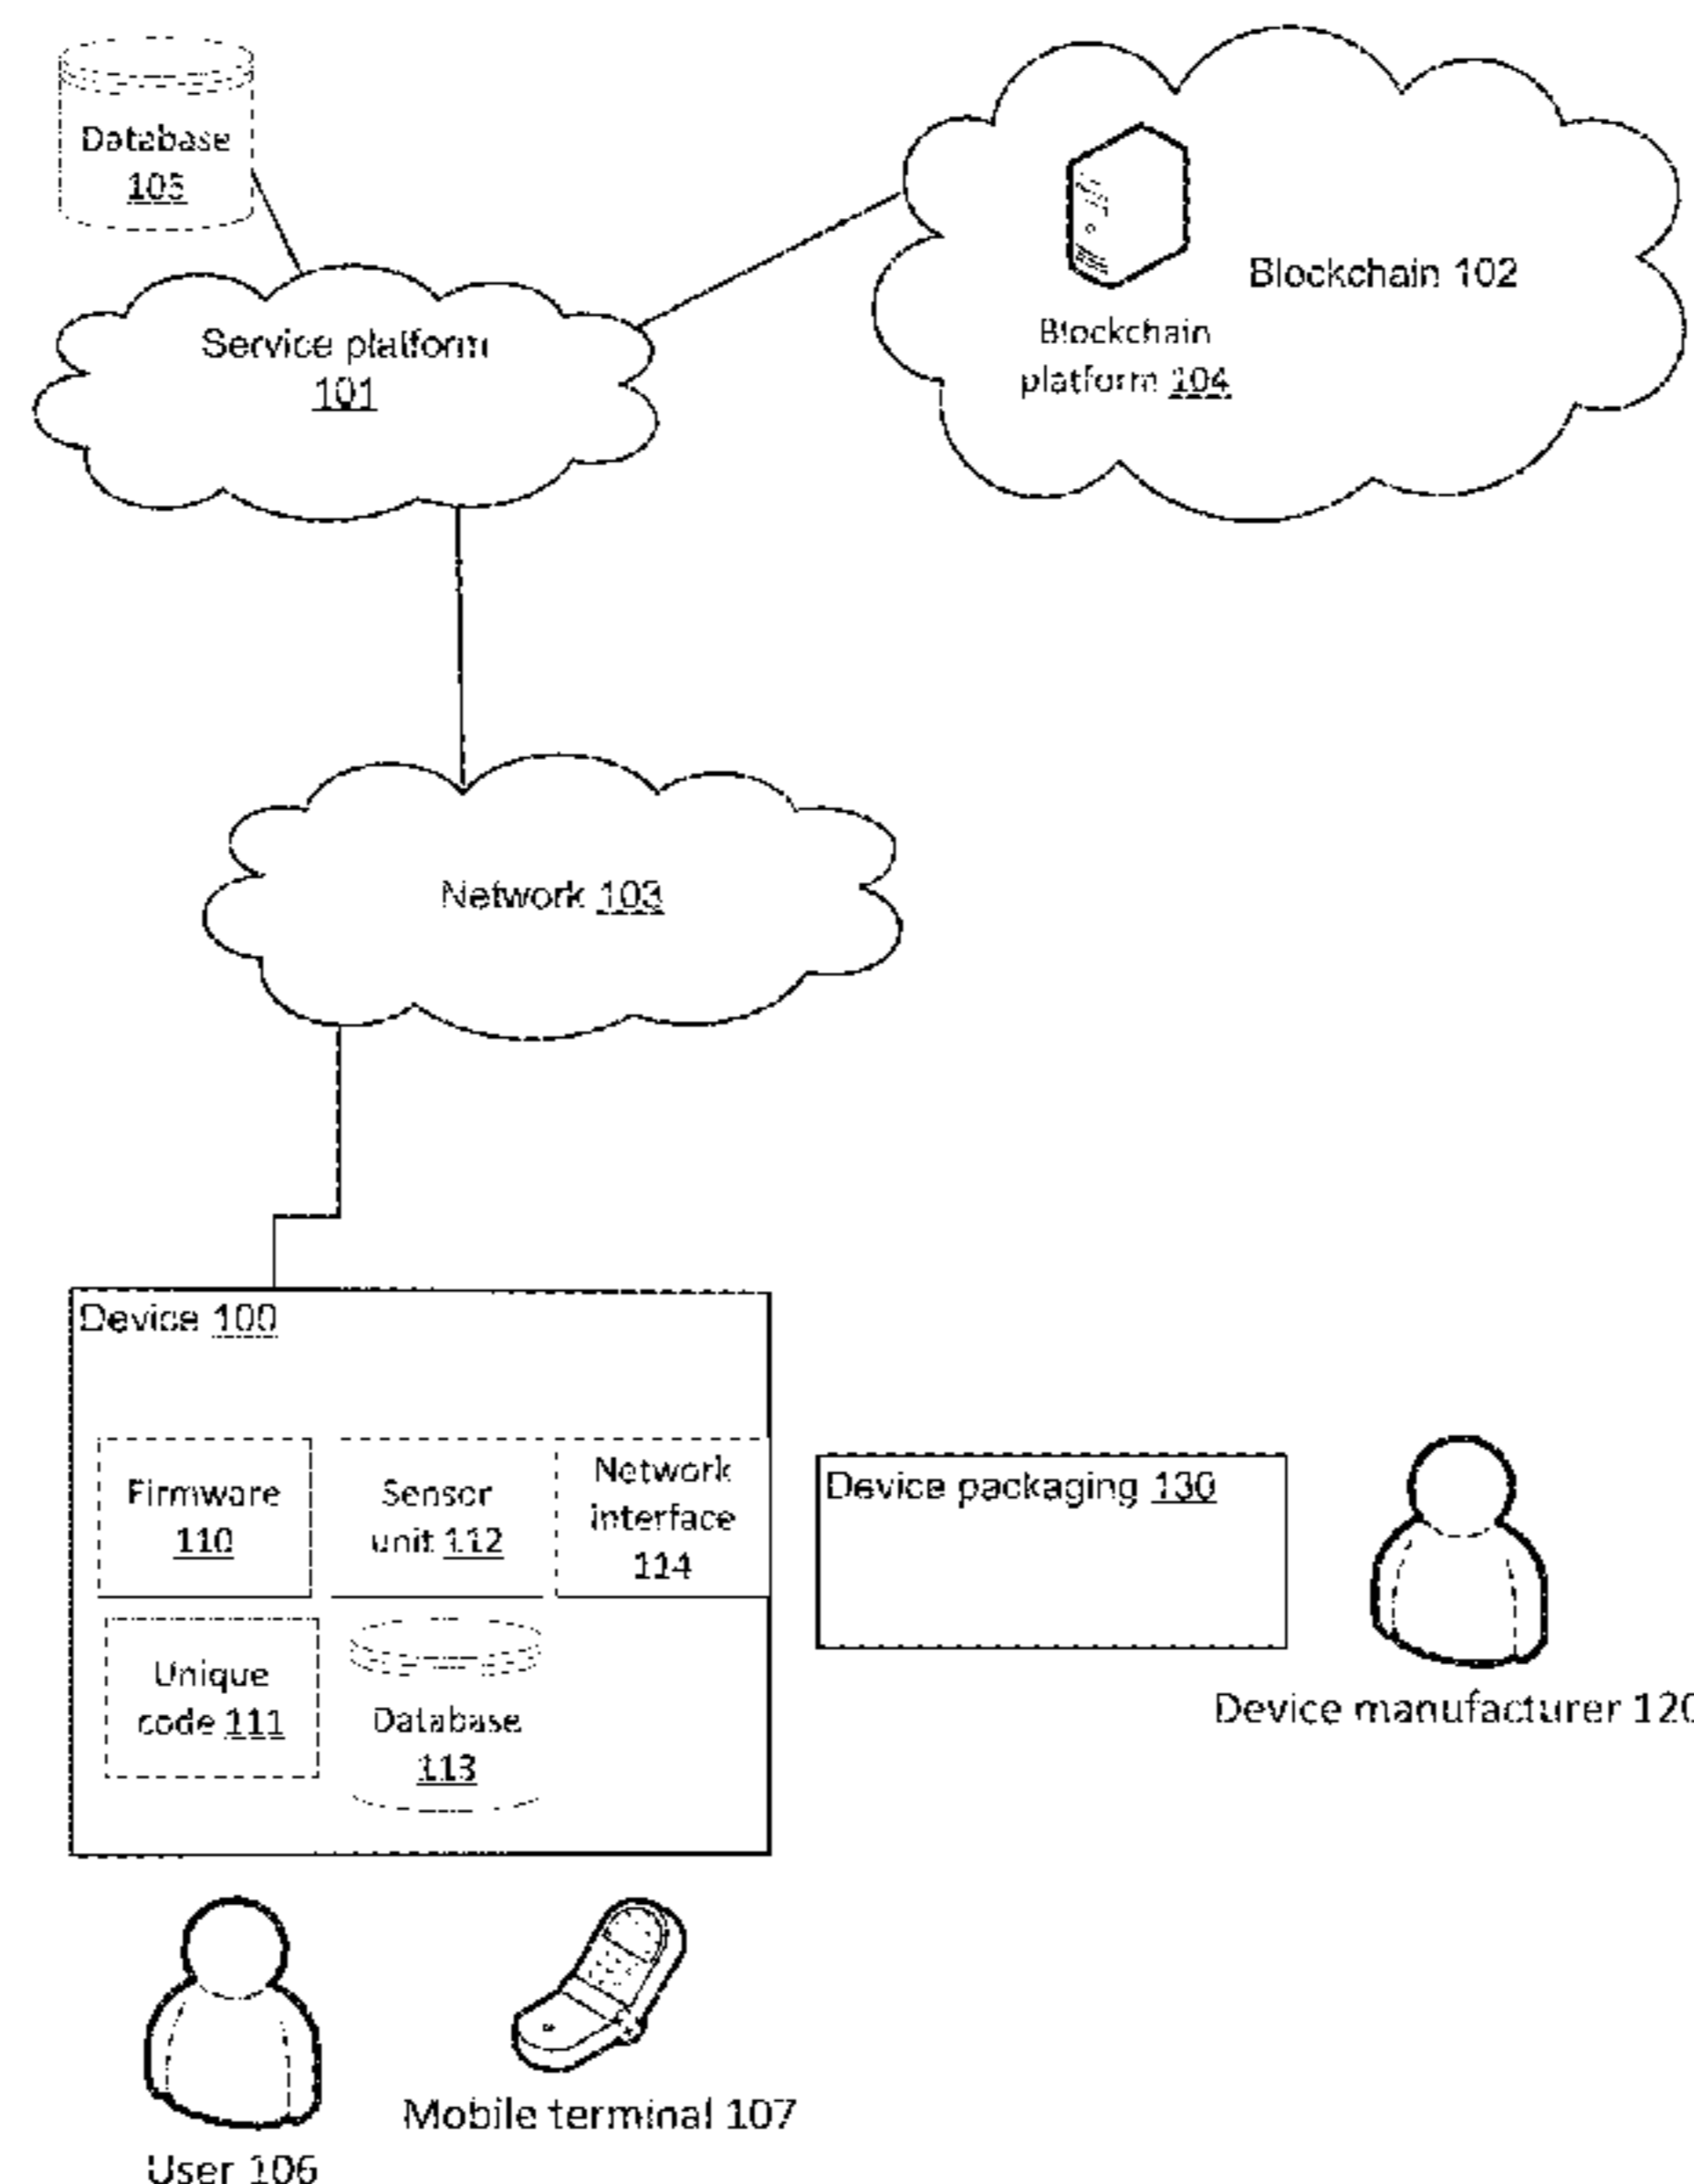 Database
105
Service platform
101
Blockchain 102
Blockchain
platform 104
Network 103
Device 100
Firmware
110
Sensor
unit 112
Network
interface
114
Unique
code 111
Database
113
Device packaging 130
Device manufacturer 120
User 106
Mobile terminal 107